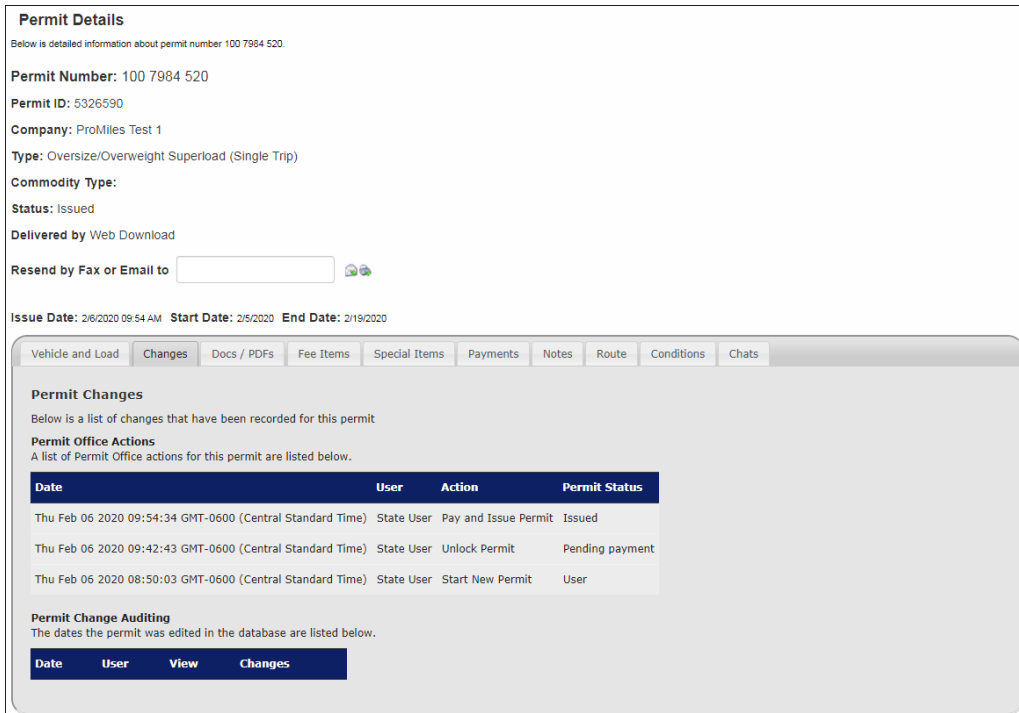 Permit Details
Below is detailed information about permit number 100 7984 520.
Permit Number: 100 7984 520
Permit ID: 5326590
Company: ProMiles Test 1
Type: Oversize/Overweight Superload (Single Trip)
Commodity Type:
Status: Issued
Delivered by Web Download
Resend by Fax or Email to
Issue Date: 2/6/2020 09:54 AM Start Date: 2/5/2020 End Date: 2/19/2020
Vehicle and Load Changes Docs / PDFs Fee Items Special Items Payments Notes Route Conditions Chats
Permit Changes
Below is a list of changes that have been recorded for this permit
Permit Office Actions
A list of Permit Office actions for this permit are listed below.
Date User Action Permit Status
Thu Feb 06 2020 09:54:34 GMT-0600 (Central Standard Time) State User Pay and Issue Permit Issued
Thu Feb 06 2020 09:42:43 GMT-0600 (Central Standard Time) State User Unlock Permit Pending payment
Thu Feb 06 2020 08:50:03 GMT-0600 (Central Standard Time) State User Start New Permit User
Permit Change Auditing
The dates the permit was edited in the database are listed below.
Date User View Changes